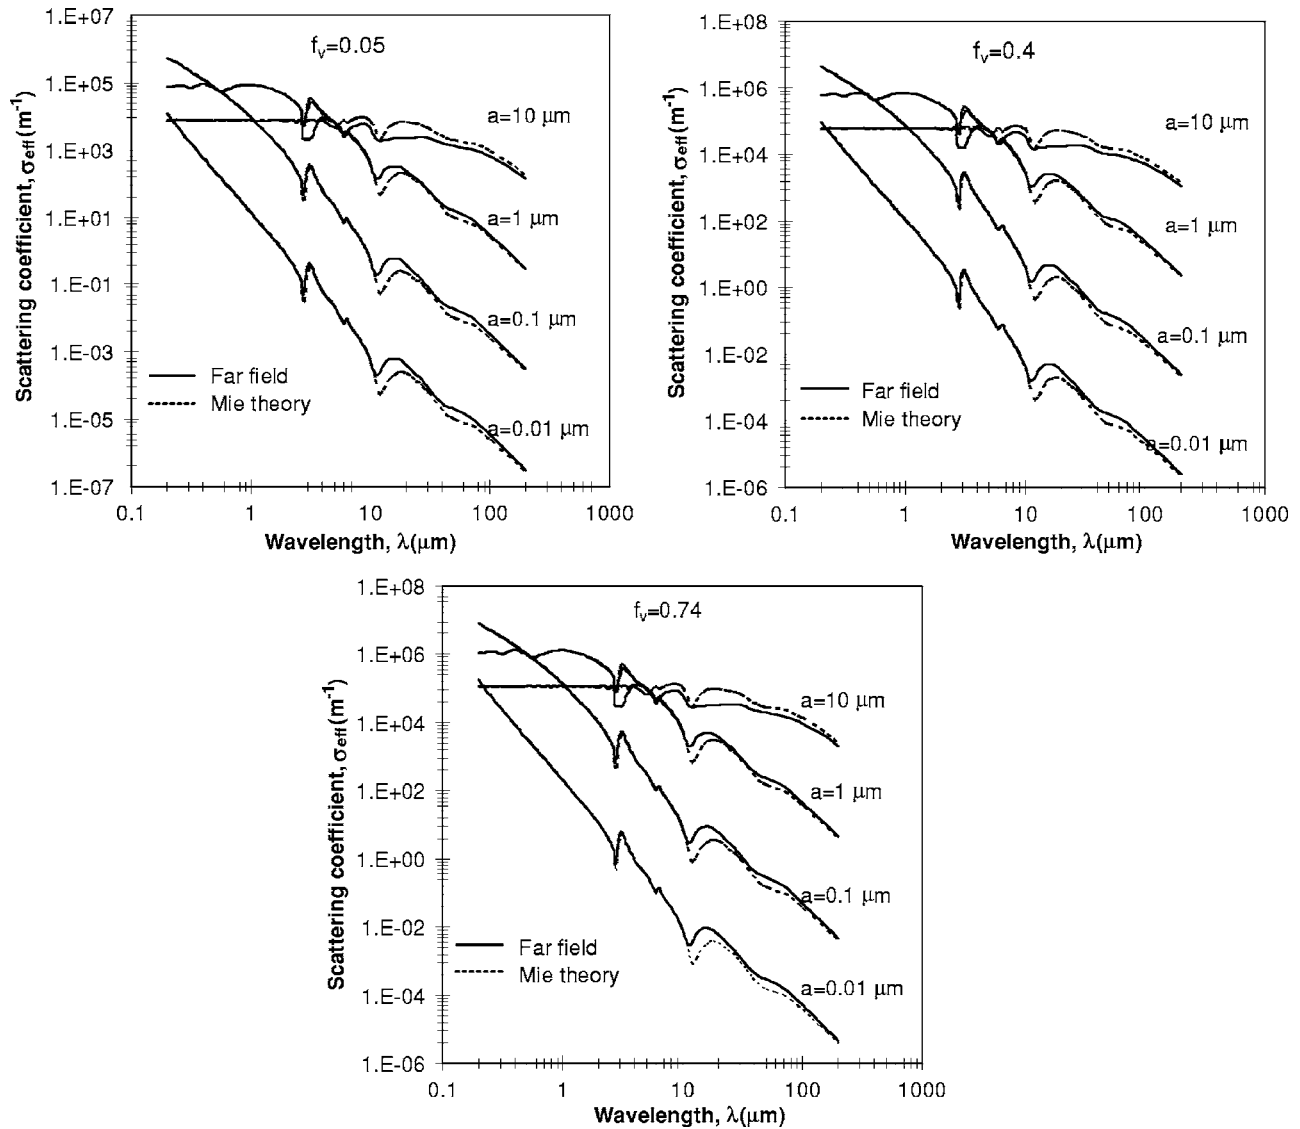 f_v=0.05
Scattering coefficient, σ_eff(m^-1)
1.E+07
1.E+05
1.E+03
1.E+01
1.E-01
1.E-03
1.E-05
1.E-07
a=10 μm
a=1 μm
a=0.1 μm
a=0.01 μm
Far field
Mie theory
0.1 1 10 100 1000
Wavelength, λ(μm)
f_v=0.4
Scattering coefficient, σ_eff(m^-1)
1.E+08
1.E+06
1.E+04
1.E+02
1.E+00
1.E-02
1.E-04
1.E-06
a=10 μm
a=1 μm
a=0.1 μm
a=0.01 μm
Far field
Mie theory
0.1 1 10 100 1000
Wavelength, λ(μm)
f_v=0.74
Scattering coefficient, σ_eff(m^-1)
1.E+08
1.E+06
1.E+04
1.E+02
1.E+00
1.E-02
1.E-04
1.E-06
a=10 μm
a=1 μm
a=0.1 μm
a=0.01 μm
Far field
Mie theory
0.1 1 10 100 1000
Wavelength, λ(μm)